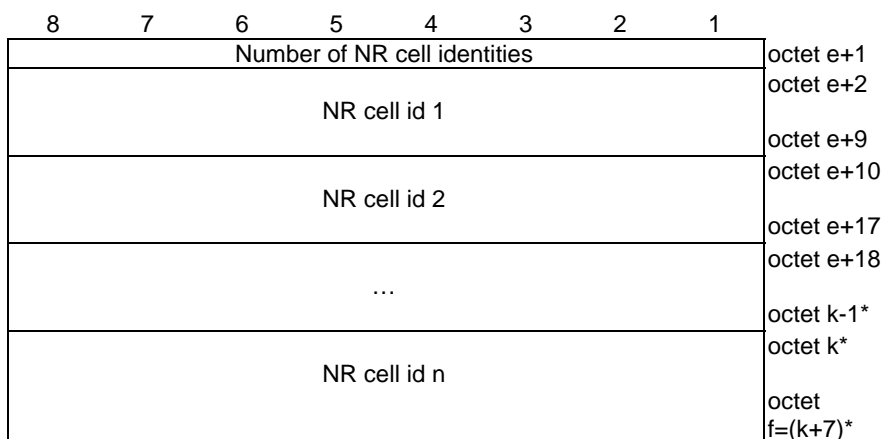 8 7 6 5 4 3 2 1
Number of NR cell identities octet e+1
octet e+2
NR cell id 1
octet e+9
octet e+10
NR cell id 2
octet e+17
octet e+18
…
octet k-1*
octet k*
NR cell id n
octet
f=(k+7)*